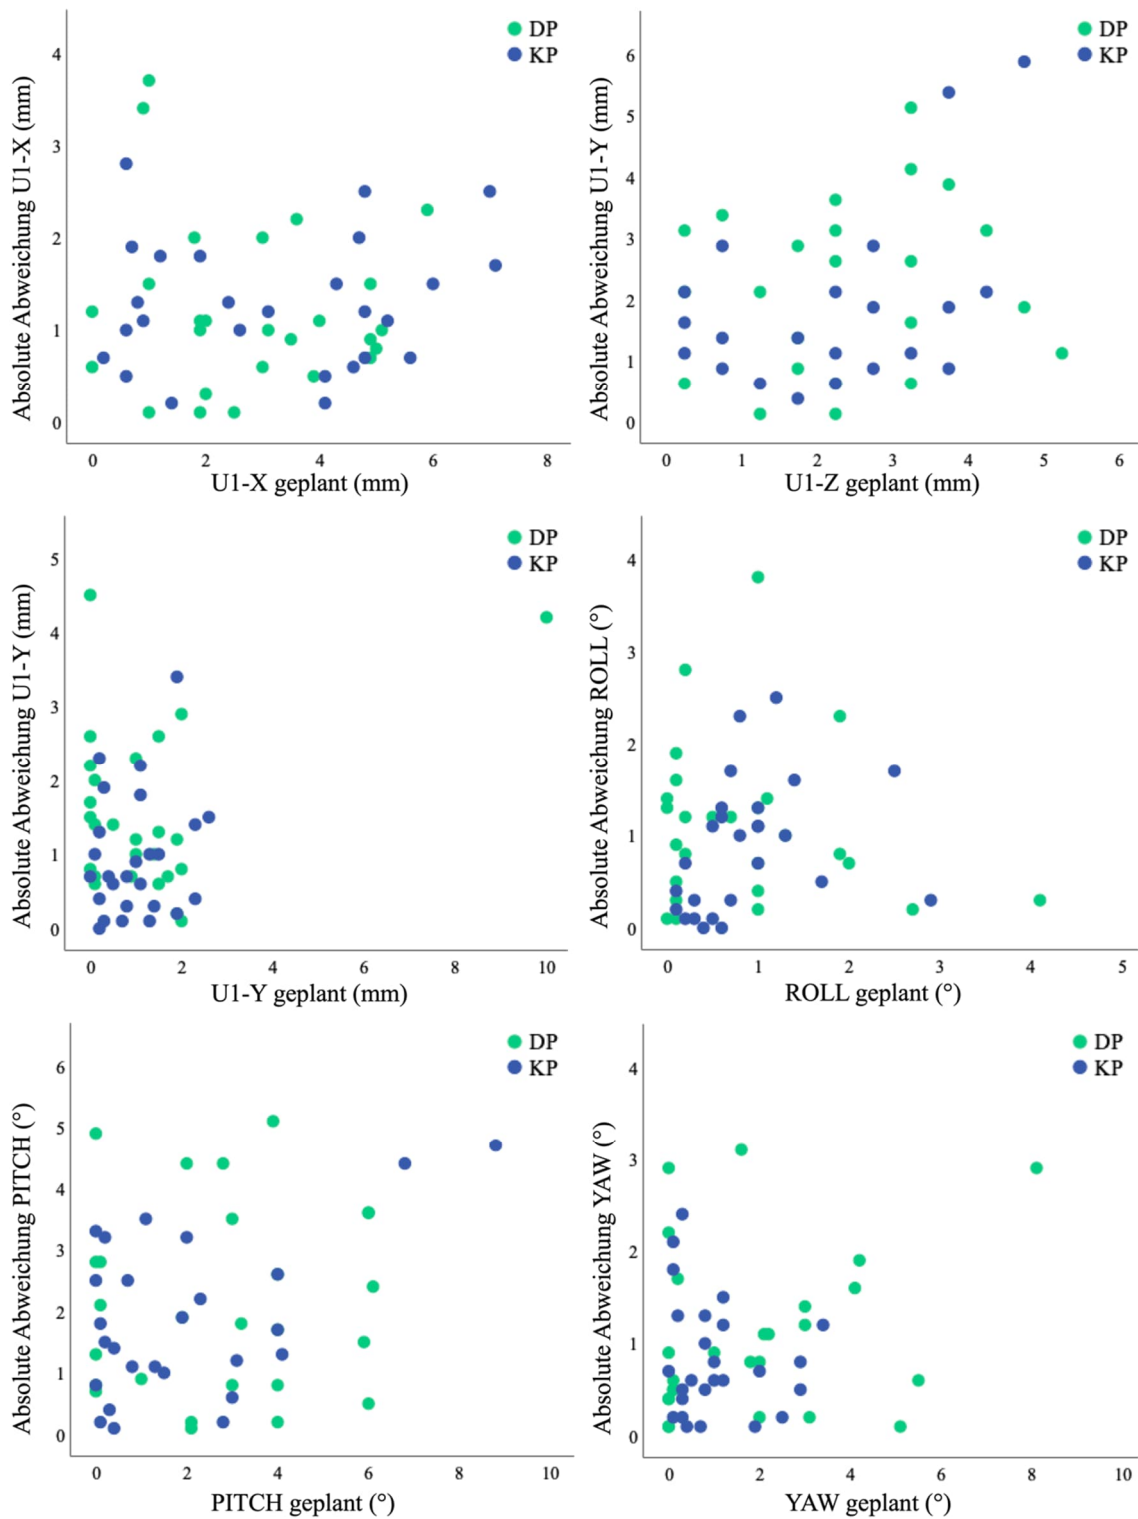 DP
KP
Absolute Abweichung U1-X (mm)
4
3
2
1
0
0 2 4 6 8
U1-X geplant (mm)
DP
KP
Absolute Abweichung U1-Y (mm)
6
5
4
3
2
1
0
0 1 2 3 4 5 6
U1-Z geplant (mm)
DP
KP
Absolute Abweichung U1-Y (mm)
5
4
3
2
1
0
0 2 4 6 8 10
U1-Y geplant (mm)
DP
KP
Absolute Abweichung ROLL (°)
4
3
2
1
0
0 1 2 3 4 5
ROLL geplant (°)
DP
KP
Absolute Abweichung PITCH (°)
6
5
4
3
2
1
0
0 2 4 6 8 10
PITCH geplant (°)
DP
KP
Absolute Abweichung YAW (°)
4
3
2
1
0
0 2 4 6 8 10
YAW geplant (°)